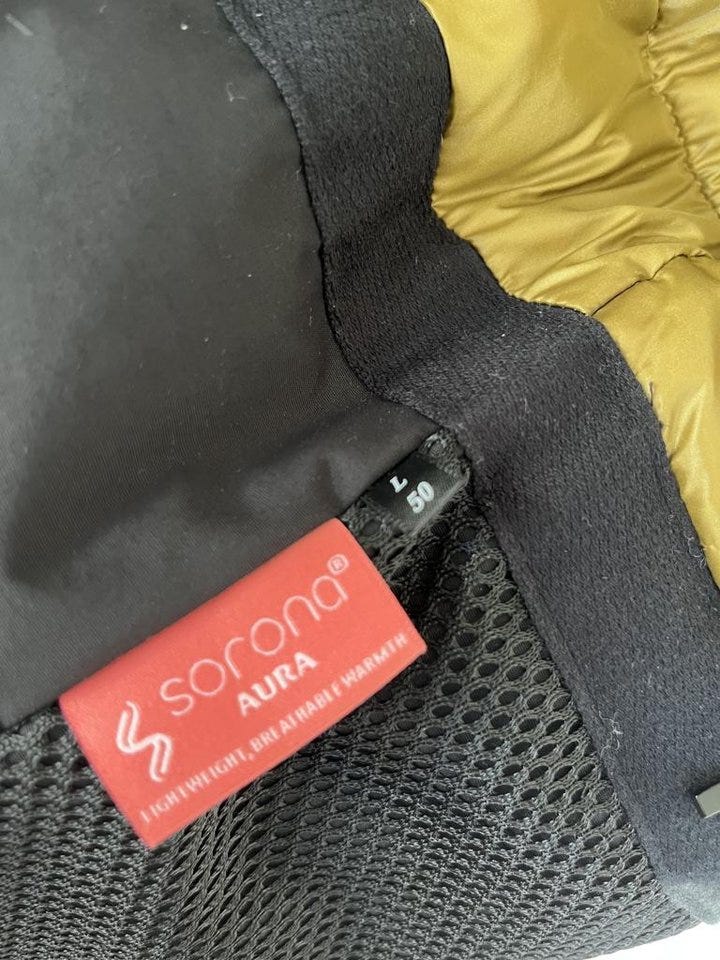 L
50
sorona®
AURA
LIGHTWEIGHT, BREATHABLE WARMTH